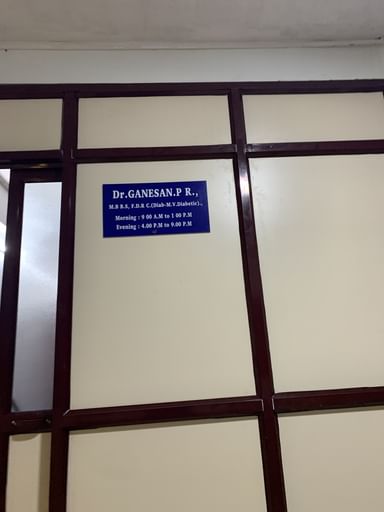 Dr.GANESAN.P R.,
M.B B.S, F.D.R C.(Diab-M.V.Diabetic).,
Morning : 9 00 A.M to 1 00 P.M
Evening : 4.00 P.M to 9.00 P.M